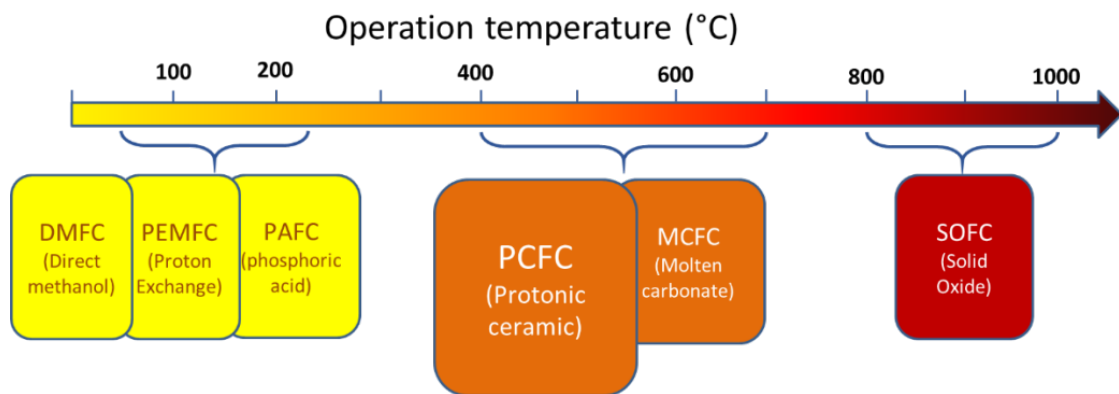 Operation temperature (°C)
100 200 400 600 800 1000
DMFC
(Direct
methanol)
PEMFC
(Proton
Exchange)
PAFC
(phosphoric
acid)
PCFC
(Protonic
ceramic)
MCFC
(Molten
carbonate)
SOFC
(Solid
Oxide)